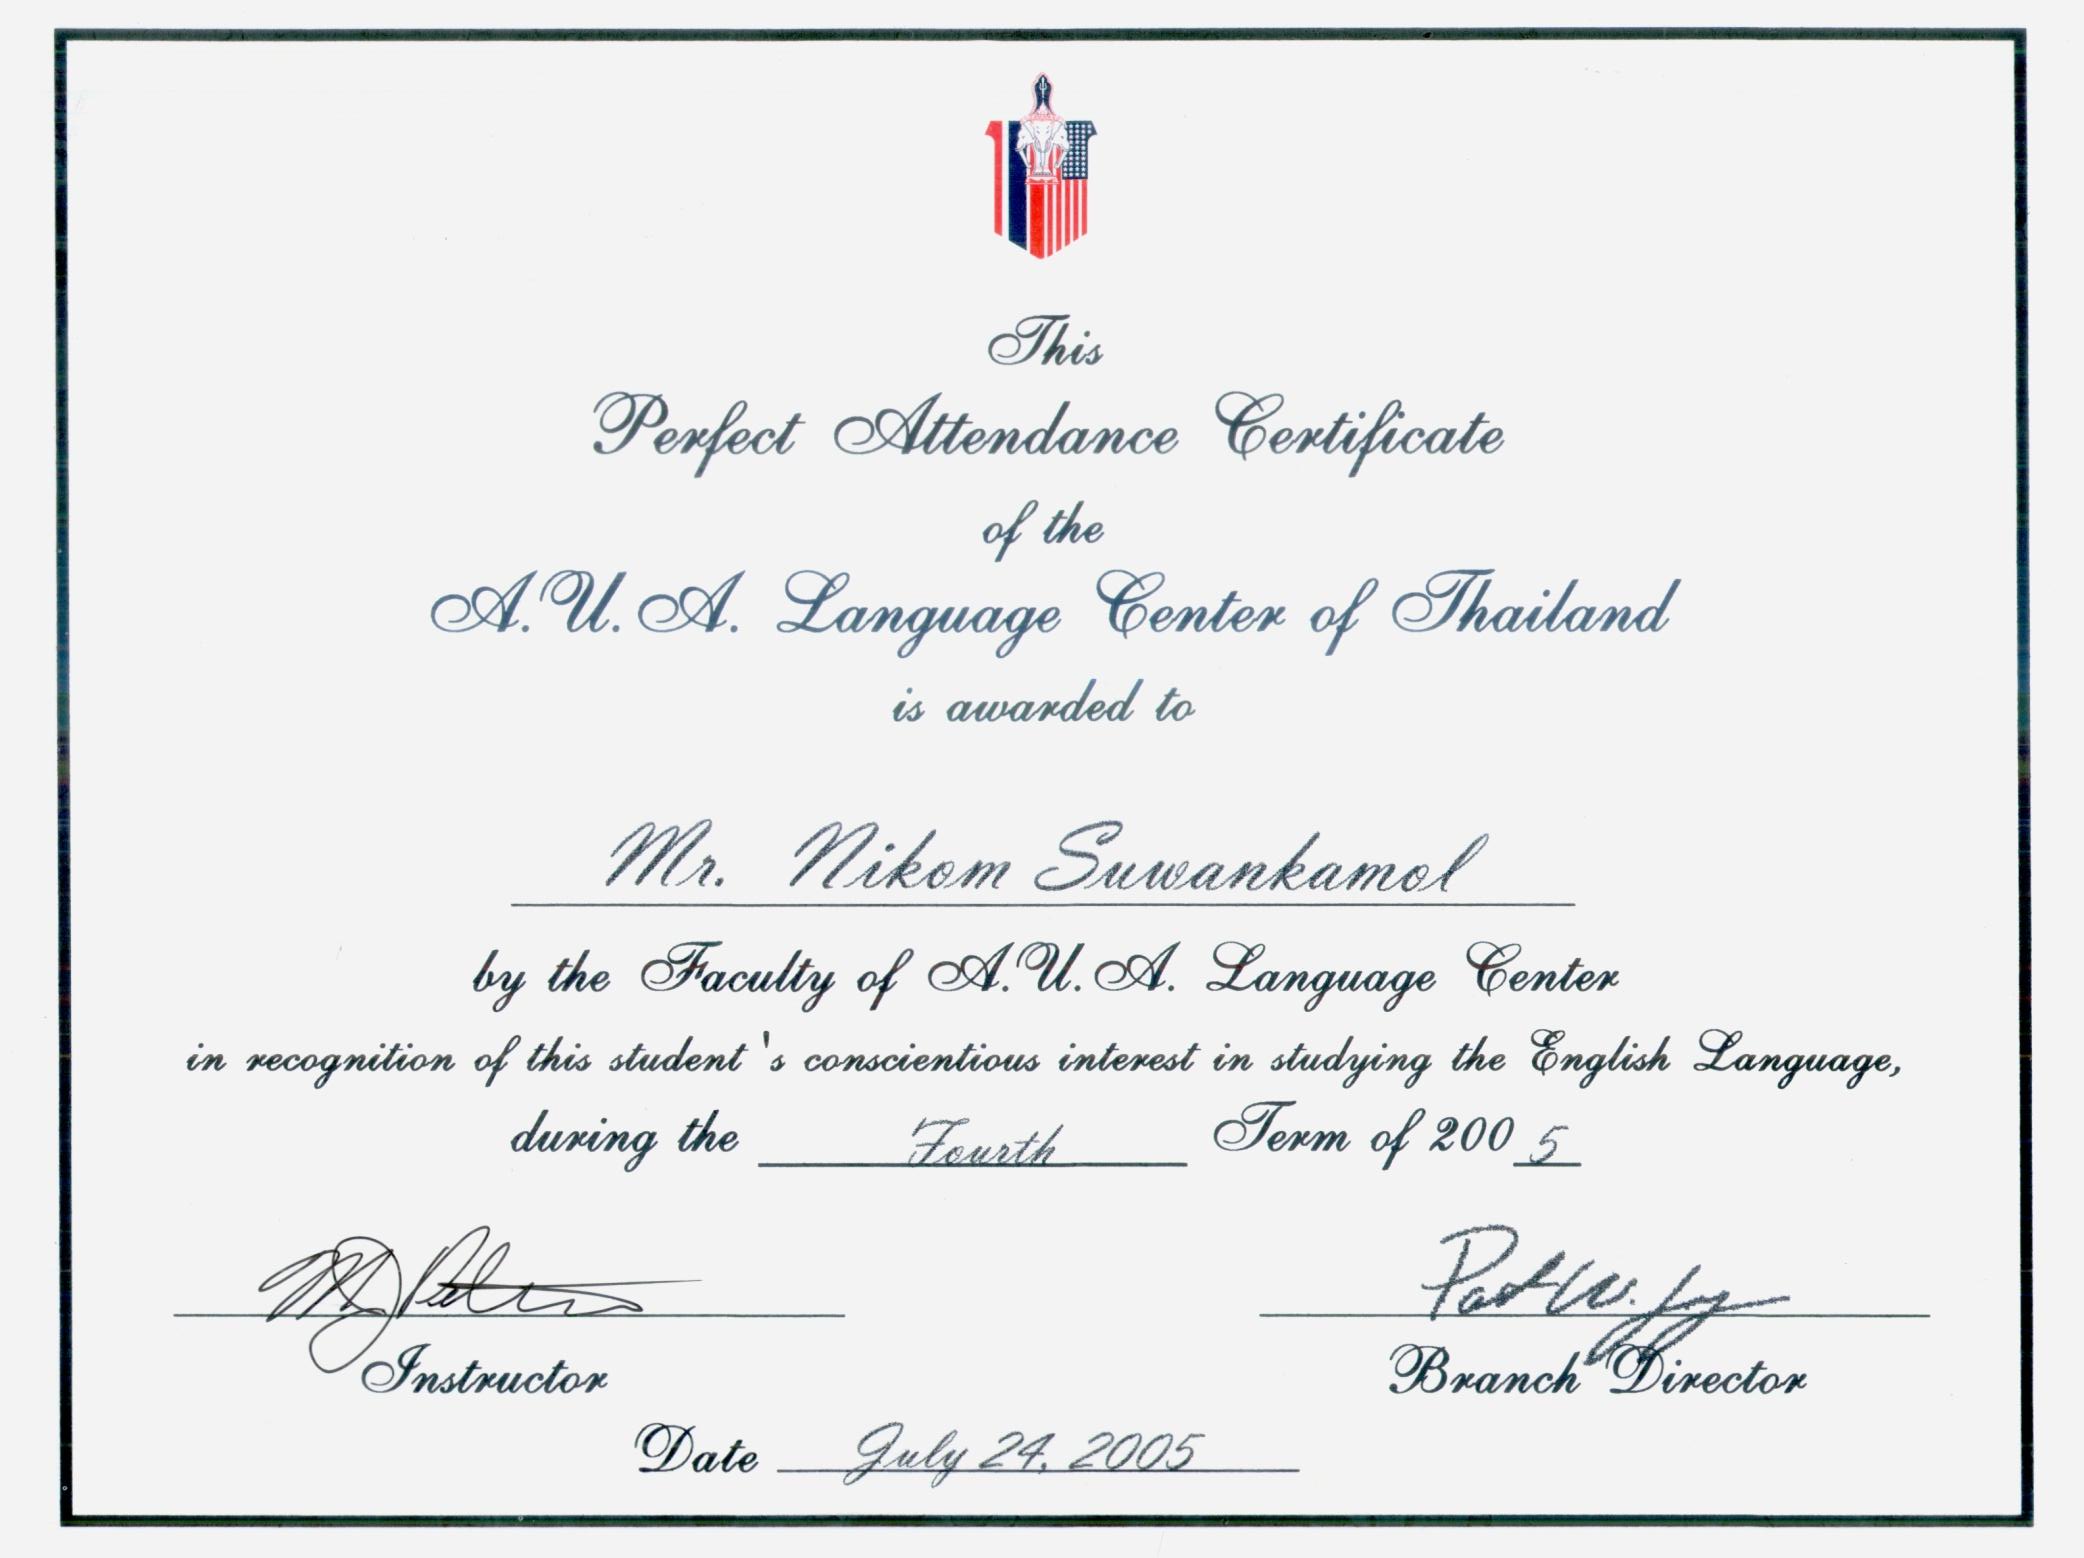 This
Perfect Attendance Certificate
of the
A.U.A. Language Center of Thailand
is awarded to
Mr. Nikom Suwankamol
by the Faculty of A.U.A. Language Center
in recognition of this student's conscientious interest in studying the English Language,
during the Fourth Term of 2005
Pat W.
Instructor Branch Director
Date July 24, 2005